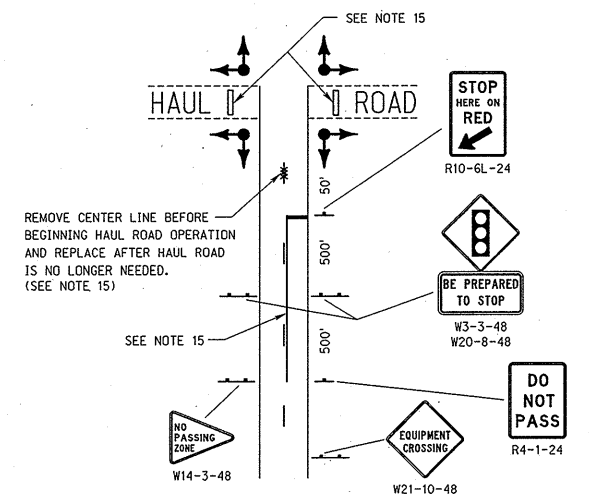 SEE NOTE 15
HAUL ROAD
STOP
HERE ON
RED
R10-6L-24
50'
REMOVE CENTER LINE BEFORE
BEGINNING HAUL ROAD OPERATION
AND REPLACE AFTER HAUL ROAD
IS NO LONGER NEEDED.
(SEE NOTE 15)
500'
BE PREPARED
TO STOP
W3-3-48
W20-8-48
SEE NOTE 15
500'
DO
NOT
PASS
R4-1-24
NO
PASSING
ZONE
W14-3-48
EQUIPMENT
CROSSING
W21-10-48